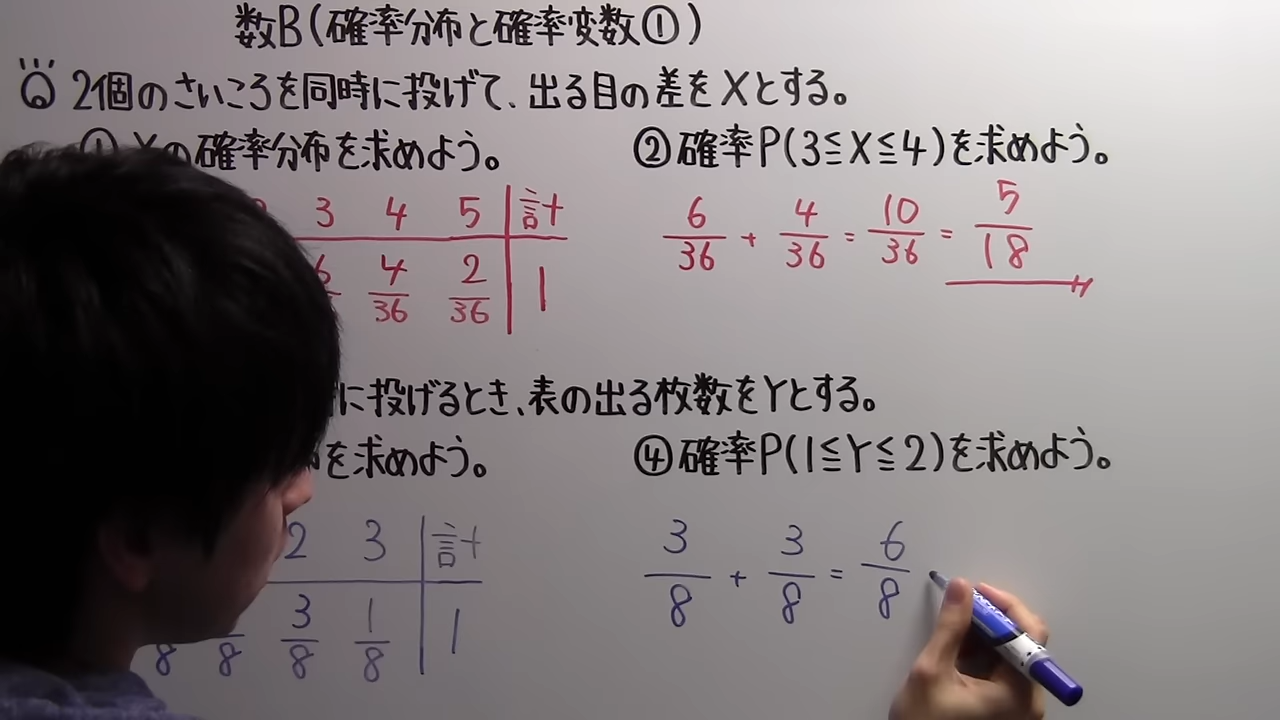 数B(確率分布と確率変数①)
Q 2個のさいころを同時に投げて、出る目の差をXとする。
Xの確率分布を求めよう。
3 4 5 計
6 4/36 2/36 1
②確率P(3≦X≦4)を求めよう。
6/36 + 4/36 = 10/36 = 5/18
に投げるとき、表の出る枚数をYとする。
を求めよう。
2 3 計
8 8 3/8 1/8 1
④確率P(1≦Y≦2)を求めよう。
3/8 + 3/8 = 6/8